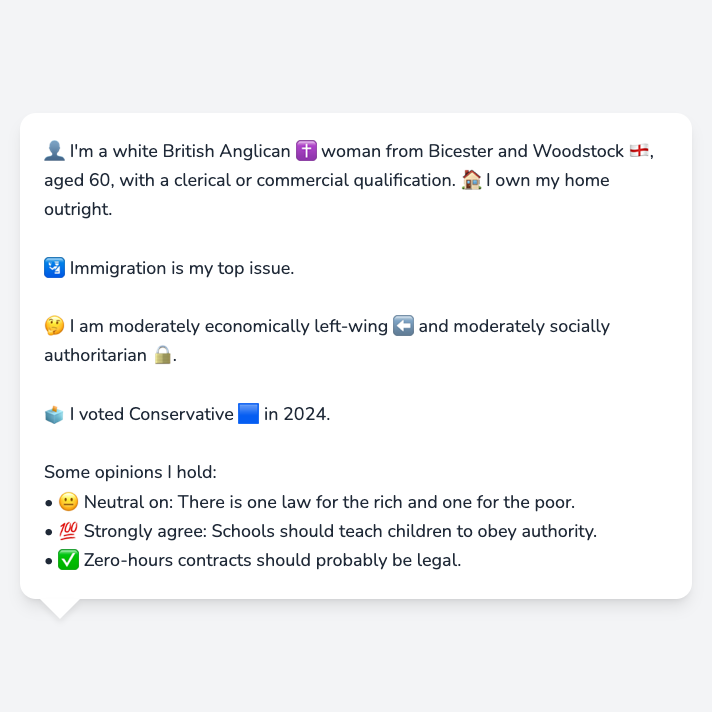 👤 I'm a white British Anglican ✝️ woman from Bicester and Woodstock 🏴󠁧󠁢󠁥󠁮󠁧󠁿,
aged 60, with a clerical or commercial qualification. 🏠 I own my home
outright.
🛂 Immigration is my top issue.
🤔 I am moderately economically left-wing ⬅️ and moderately socially
authoritarian 🔒.
🗳️ I voted Conservative 🟦 in 2024.
Some opinions I hold:
• 😐 Neutral on: There is one law for the rich and one for the poor.
• 💯 Strongly agree: Schools should teach children to obey authority.
• ✅ Zero-hours contracts should probably be legal.